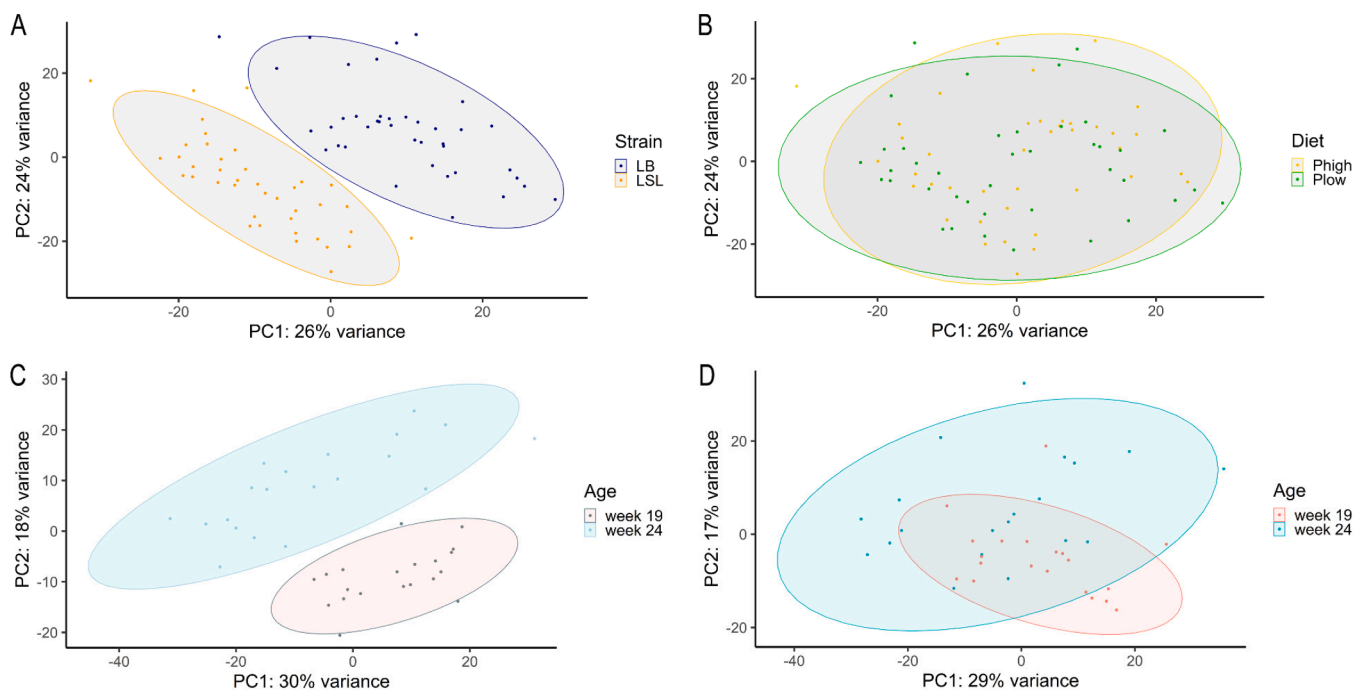 A
PC2: 24% variance
20
0
-20
-20
0
20
PC1: 26% variance
Strain
LB
LSL
B
PC2: 24% variance
20
0
-20
-20
0
20
PC1: 26% variance
Diet
Phigh
Plow
C
PC2: 18% variance
30
20
10
0
-10
-20
-40
-20
0
20
PC1: 30% variance
Age
week 19
week 24
D
PC2: 17% variance
20
0
-20
-40
-20
0
20
PC1: 29% variance
Age
week 19
week 24